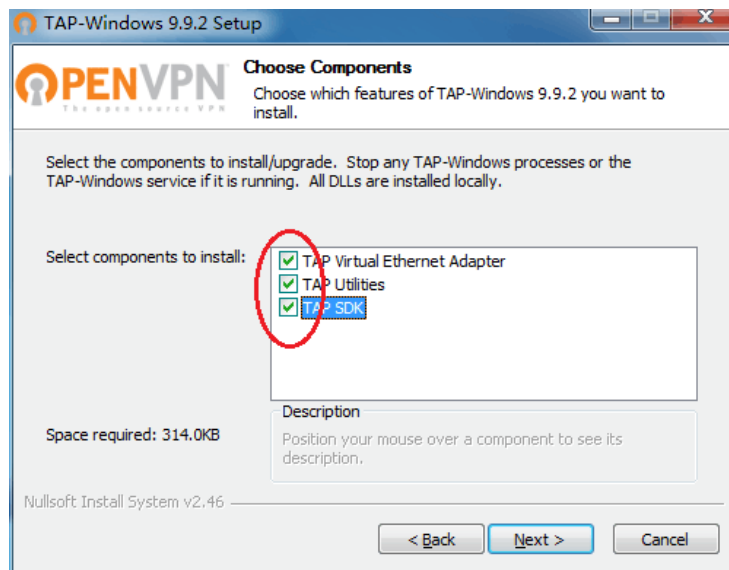 TAP-Windows 9.9.2 Setup
OPENVPN
The open source VPN
Choose Components
Choose which features of TAP-Windows 9.9.2 you want to
install.
Select the components to install/upgrade.  Stop any TAP-Windows processes or the
TAP-Windows service if it is running.  All DLLs are installed locally.
Select components to install:
TAP Virtual Ethernet Adapter
TAP Utilities
TAP SDK
Space required: 314.0KB
Description
Position your mouse over a component to see its
description.
Nullsoft Install System v2.46
< Back
Next >
Cancel